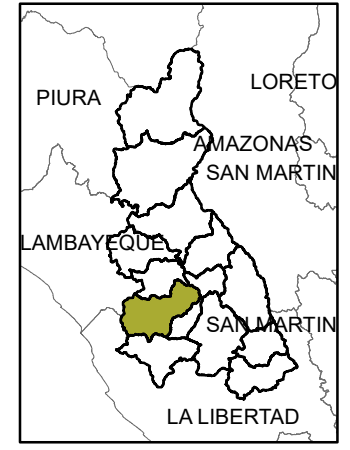 LORETO
PIURA
AMAZONAS
SAN MARTIN
LAMBAYEQUE
SAN MARTIN
LA LIBERTAD